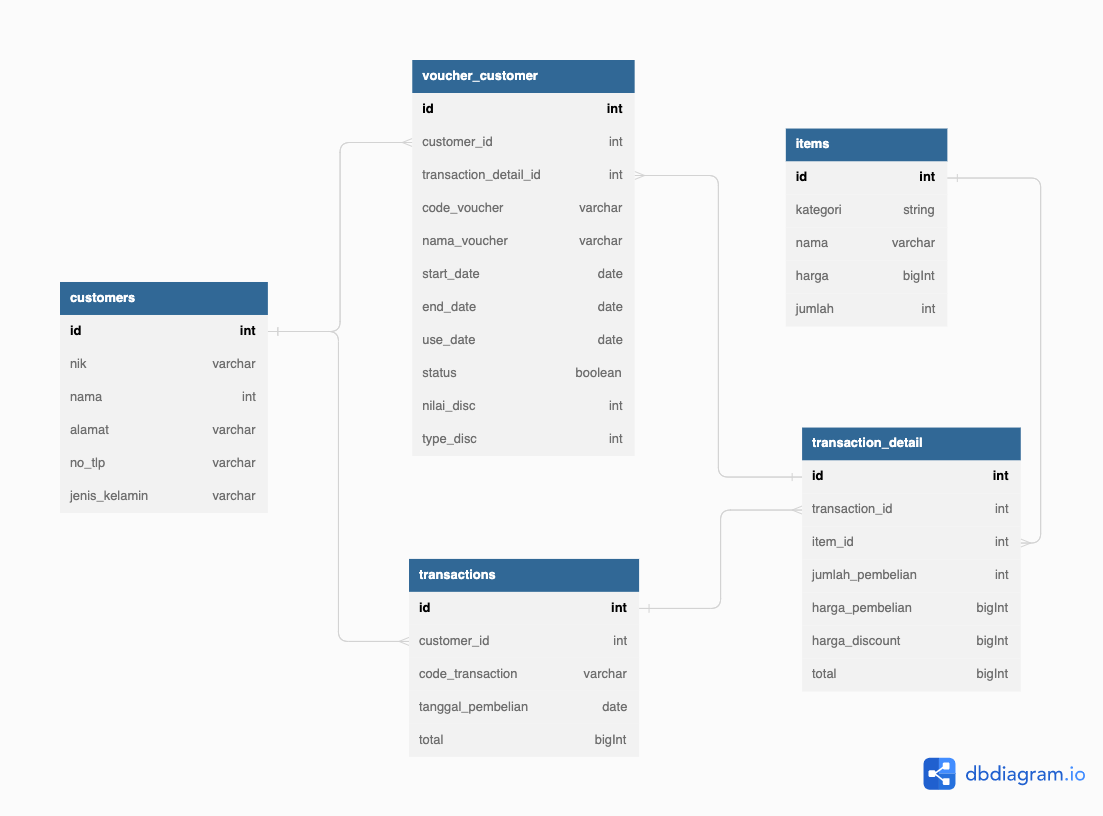 voucher_customer
id int
customer_id int
transaction_detail_id int
code_voucher varchar
nama_voucher varchar
start_date date
end_date date
use_date date
status boolean
nilai_disc int
type_disc int
items
id int
kategori string
nama varchar
harga bigInt
jumlah int
customers
id int
nik varchar
nama int
alamat varchar
no_tlp varchar
jenis_kelamin varchar
transaction_detail
id int
transaction_id int
item_id int
jumlah_pembelian int
harga_pembelian bigInt
harga_discount bigInt
total bigInt
transactions
id int
customer_id int
code_transaction varchar
tanggal_pembelian date
total bigInt
dbdiagram.io